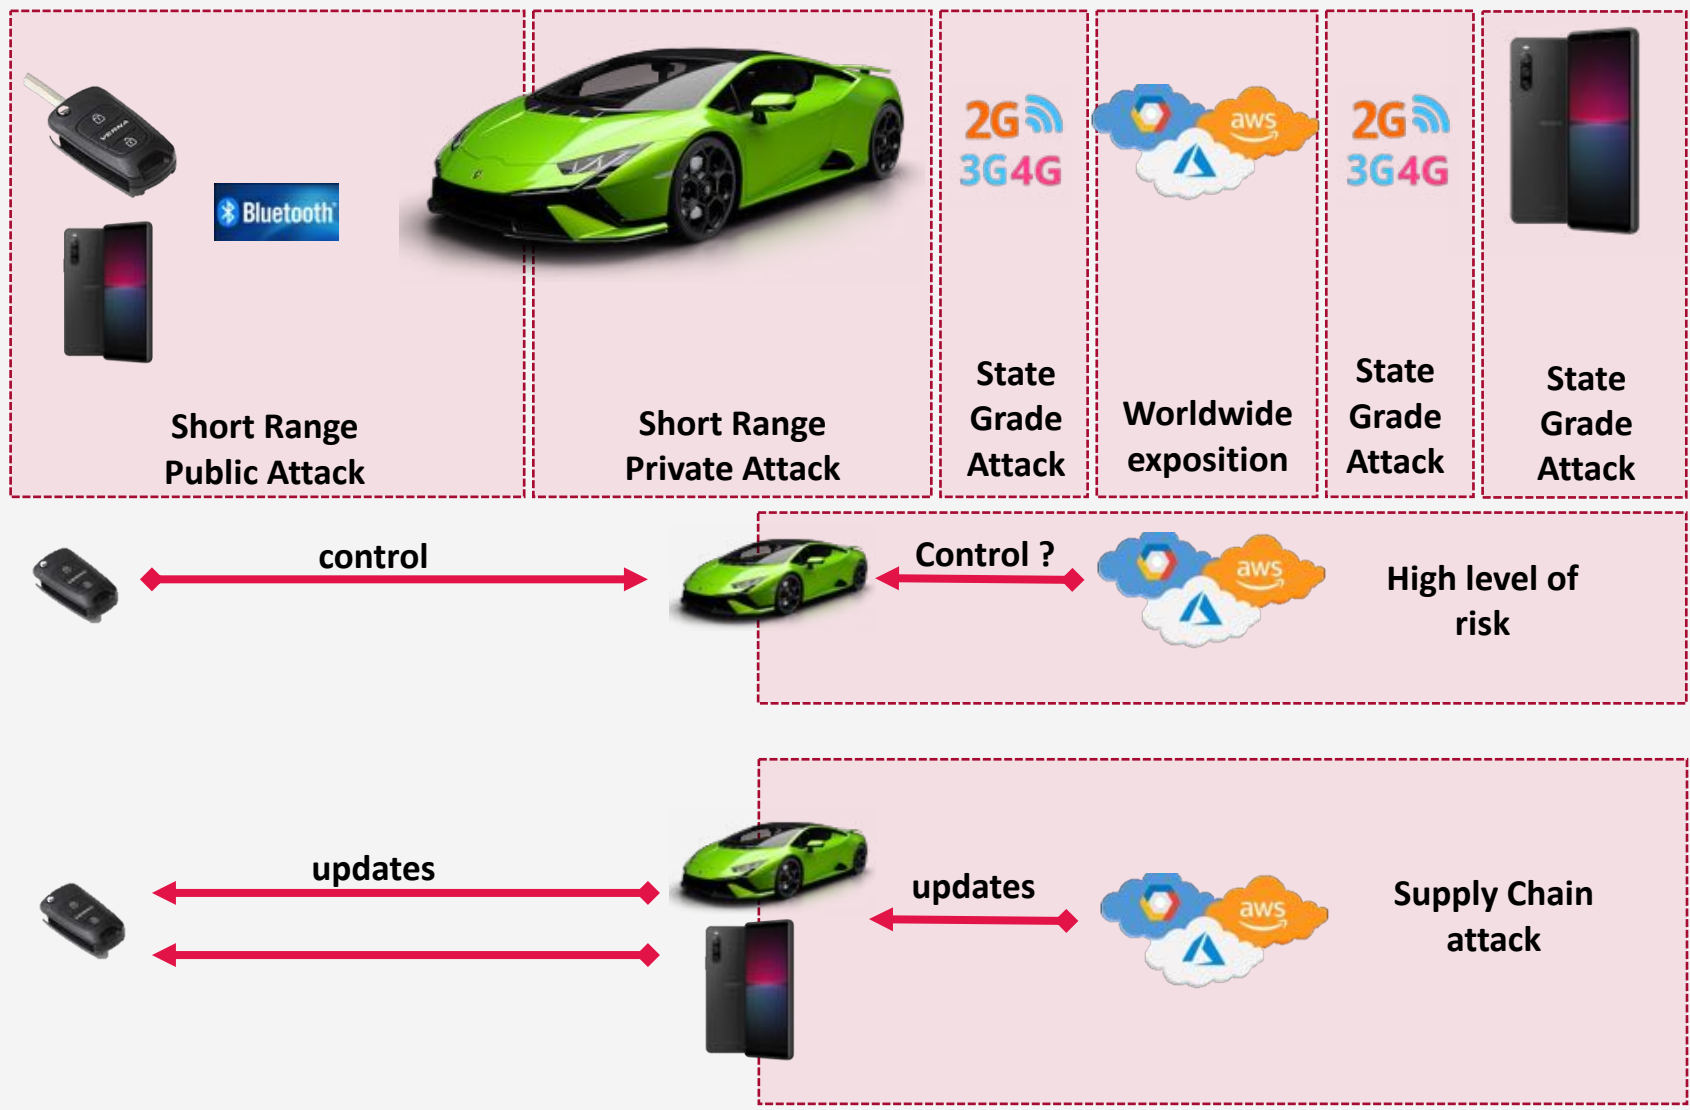 VERNA
Bluetooth
2G
3G4G
aws
2G
3G4G
Short Range
Public Attack
Short Range
Private Attack
State
Grade
Attack
Worldwide
exposition
State
Grade
Attack
State
Grade
Attack
control
Control ?
aws
High level of
risk
updates
updates
aws
Supply Chain
attack